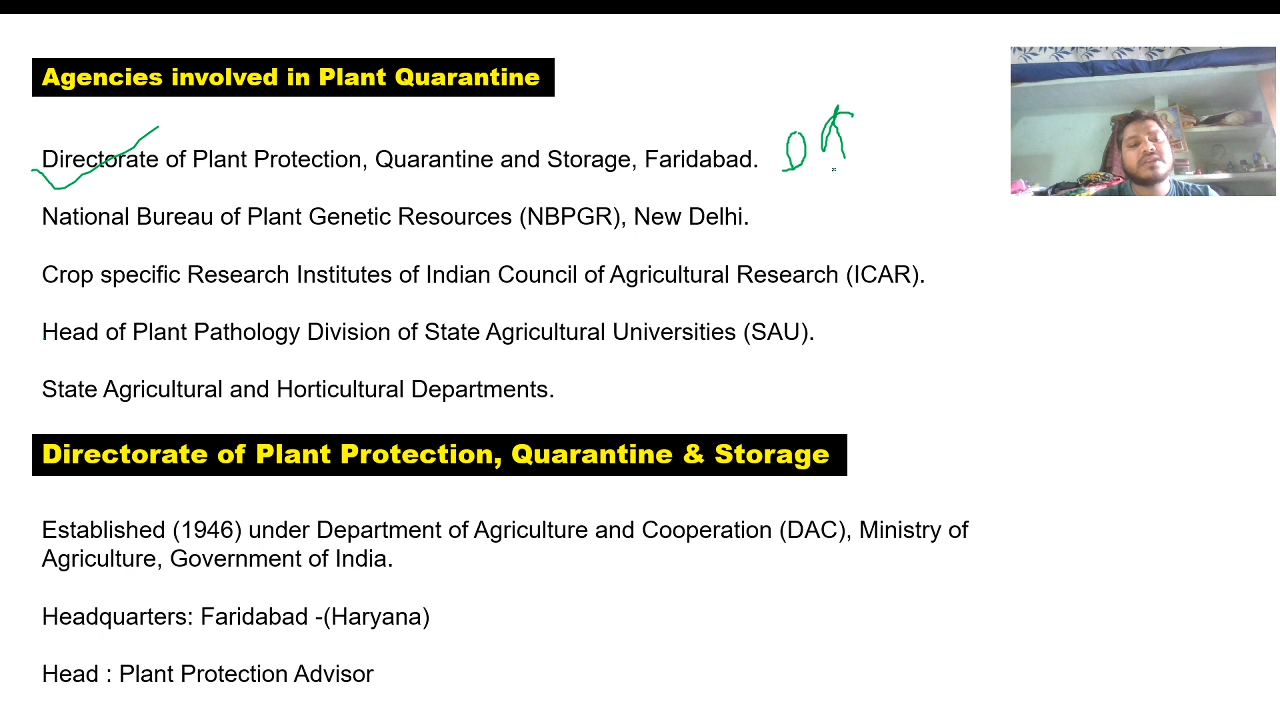 Agencies involved in Plant Quarantine
Directorate of Plant Protection, Quarantine and Storage, Faridabad.
National Bureau of Plant Genetic Resources (NBPGR), New Delhi.
Crop specific Research Institutes of Indian Council of Agricultural Research (ICAR).
Head of Plant Pathology Division of State Agricultural Universities (SAU).
State Agricultural and Horticultural Departments.
Directorate of Plant Protection, Quarantine & Storage
Established (1946) under Department of Agriculture and Cooperation (DAC), Ministry of
Agriculture, Government of India.
Headquarters: Faridabad -(Haryana)
Head : Plant Protection Advisor